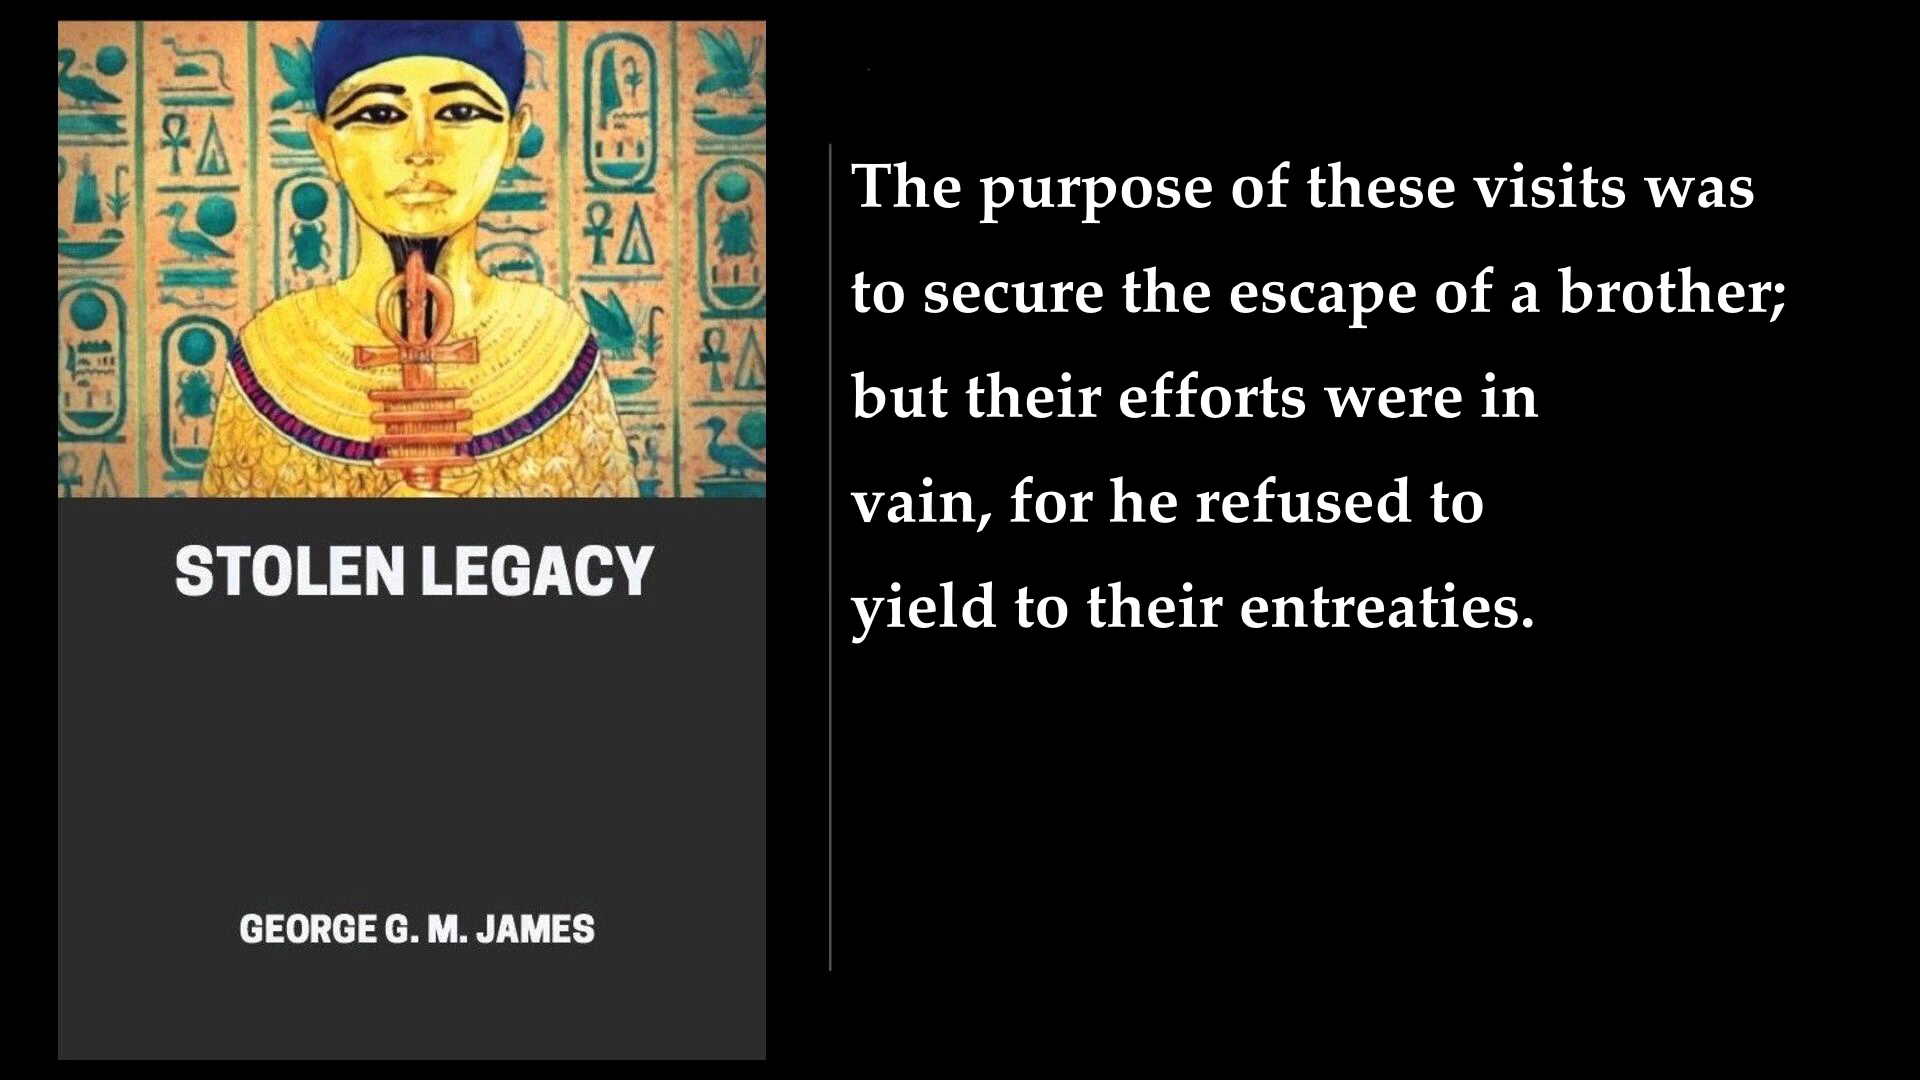 STOLEN LEGACY
GEORGE G. M. JAMES
The purpose of these visits was
to secure the escape of a brother;
but their efforts were in
vain, for he refused to
yield to their entreaties.